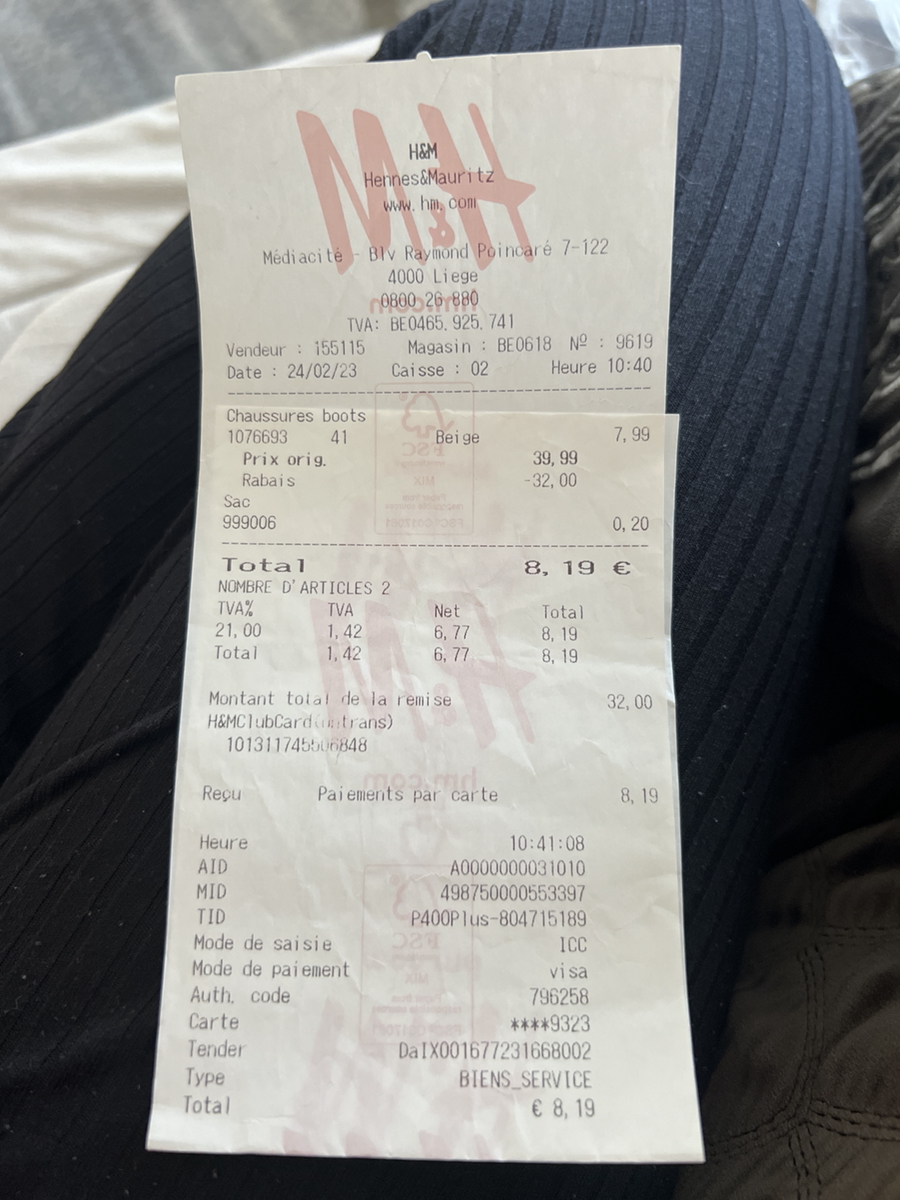 H&M
Hennes&Mauritz
www.hm.com
Médiacité - Blv Raymond Poincaré 7-122
4000 Liege
0800 26 880
TVA: BE0465.925.741
Vendeur : 155115 Magasin : BE0618 Nº : 9619
Date : 24/02/23 Caisse : 02 Heure 10:40
Chaussures boots
1076693 41 Beige 7,99
Prix orig. 39,99
Rabais -32,00
Sac
999006 0,20
Total 8,19 €
NOMBRE D'ARTICLES 2
TVA% TVA Net Total
21,00 1,42 6,77 8,19
Total 1,42 6,77 8,19
Montant total de la remise 32,00
H&MClubCard
Reçu Paiements par carte 8,19
Heure 10:41:08
AID A0000000031010
MID 498750000553397
TID P400Plus-804715189
Mode de saisie ICC
Mode de paiement visa
Auth. code 796258
Carte ****9323
Tender DaIX001677231668002
Type BIENS_SERVICE
Total € 8,19